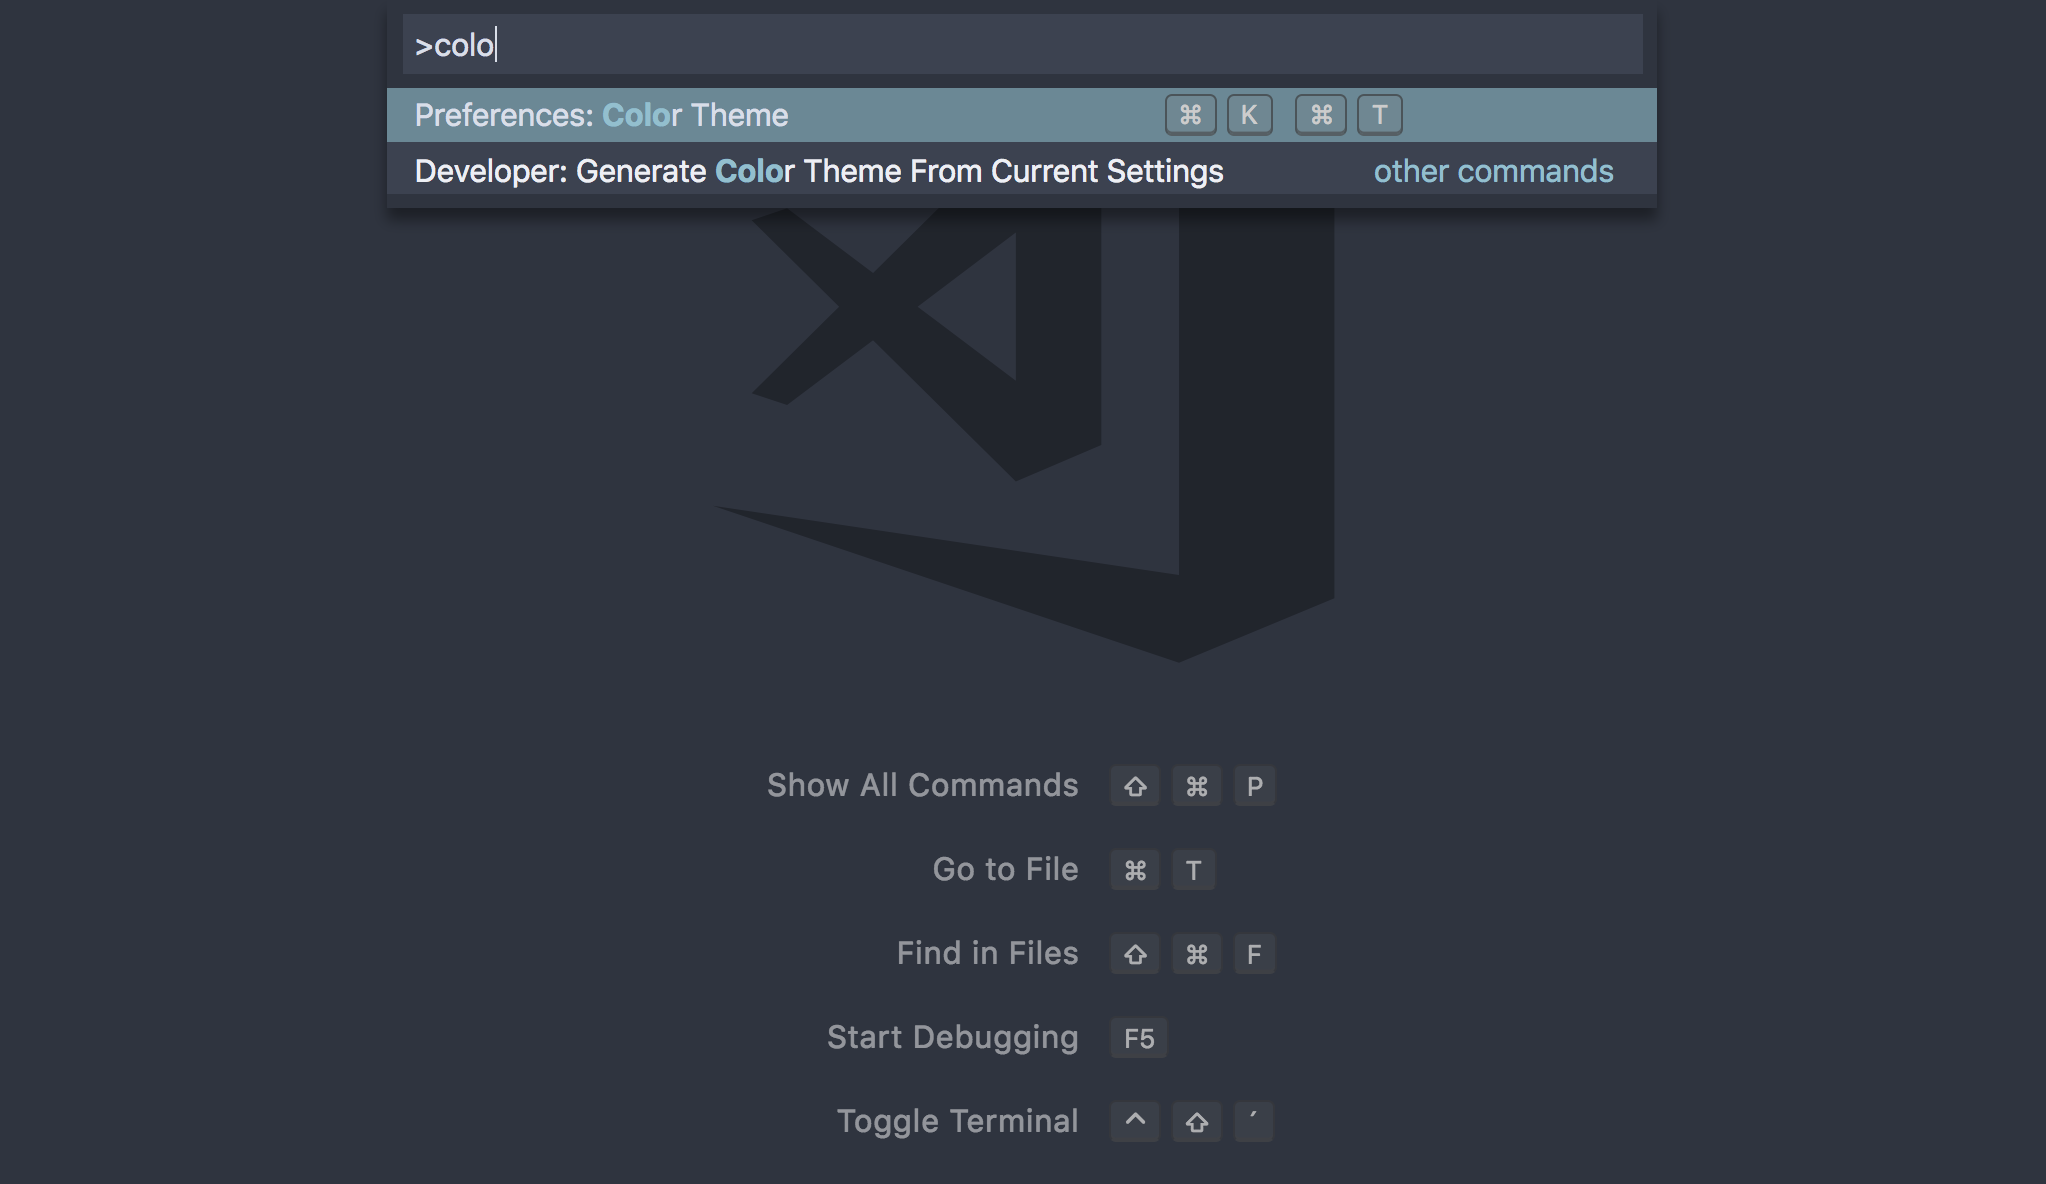 >colo
Preferences: Color Theme ⌘ K ⌘ T
Developer: Generate Color Theme From Current Settings other commands
Show All Commands ⇧ ⌘ P
Go to File ⌘ T
Find in Files ⇧ ⌘ F
Start Debugging F5
Toggle Terminal ^ ⇧ ´